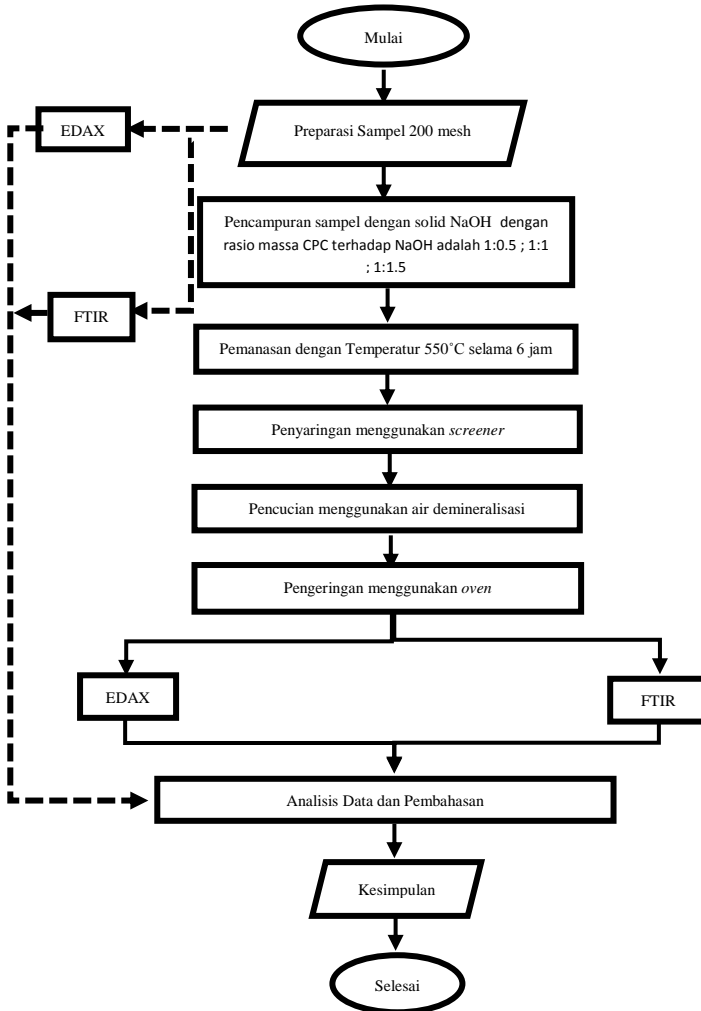 Mulai
EDAX
Preparasi Sampel 200 mesh
Pencampuran sampel dengan solid NaOH dengan
rasio massa CPC terhadap NaOH adalah 1:0.5 ; 1:1
; 1:1.5
FTIR
Pemanasan dengan Temperatur 550˚C selama 6 jam
Penyaringan menggunakan screener
Pencucian menggunakan air demineralisasi
Pengeringan menggunakan oven
EDAX
FTIR
Analisis Data dan Pembahasan
Kesimpulan
Selesai